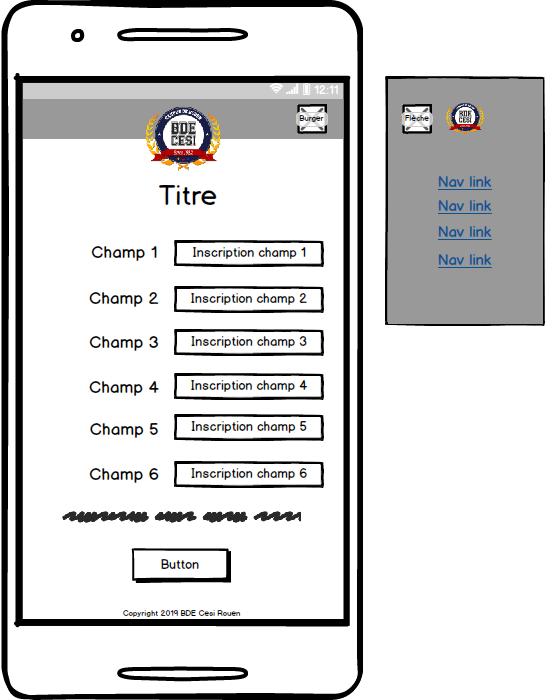 12:11
BDE
CESI
Burger
Titre
Champ 1 Inscription champ 1
Champ 2 Inscription champ 2
Champ 3 Inscription champ 3
Champ 4 Inscription champ 4
Champ 5 Inscription champ 5
Champ 6 Inscription champ 6
Button
Copyright 2019 BDE Cesi Rouen
Flèche
BDE
CESI
Nav link
Nav link
Nav link
Nav link